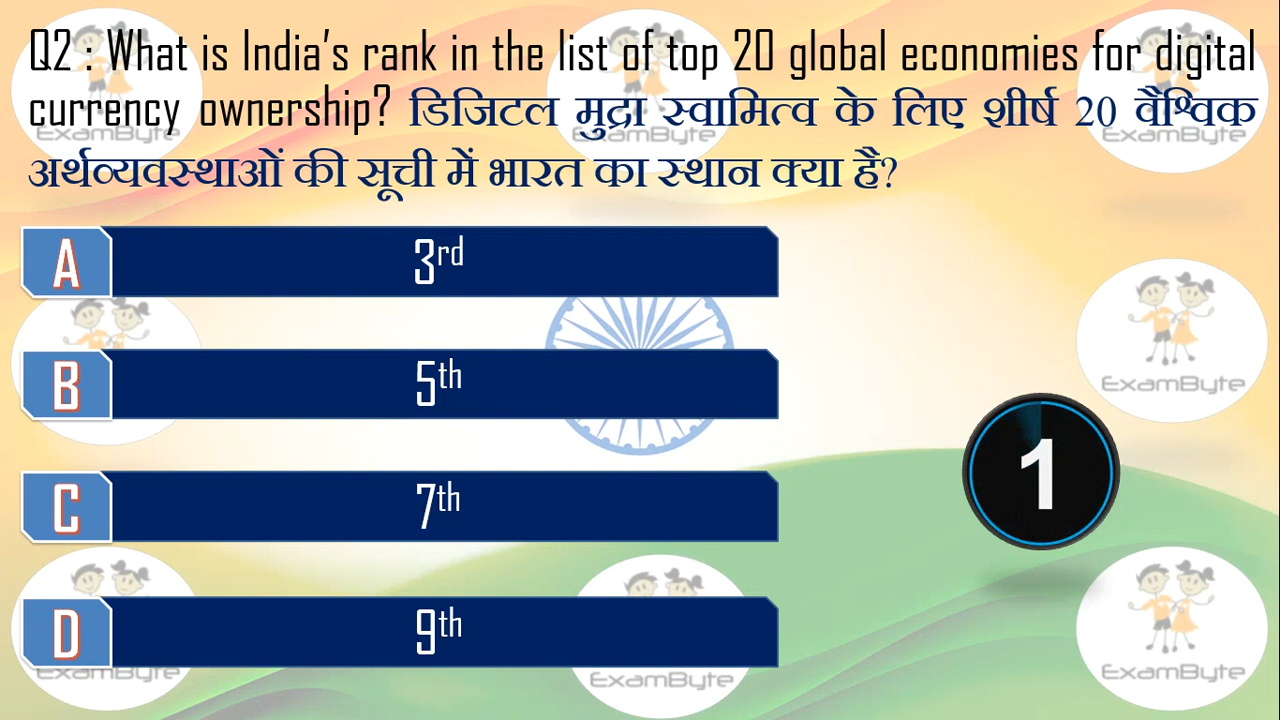 Q2 : What is India's rank in the list of top 20 global economies for digital
currency ownership? डिजिटल मुद्रा स्वामित्व के लिए शीर्ष 20 वैश्विक
अर्थव्यवस्थाओं की सूची में भारत का स्थान क्या है?
A 3rd
B 5th
C 7th
D 9th
1
ExamByte
ExamByte
ExamByte
ExamByte
ExamByte
ExamByte
ExamByte